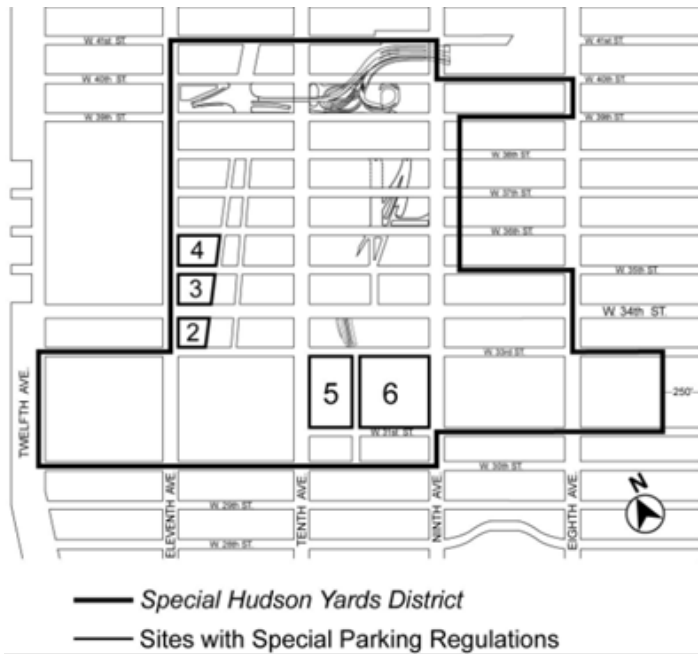 W. 41st ST.
W. 41st ST.
W. 40th ST.
W. 40th ST.
W. 39th ST.
W. 39th ST.
W. 38th ST.
W. 37th ST.
W. 36th ST.
4
W. 35th ST.
3
W. 34th ST.
2
W. 33rd ST.
TWELFTH AVE.
5
6
250'
W. 31st ST.
W. 30th ST.
ELEVENTH AVE.
TENTH AVE.
NINTH AVE.
EIGHTH AVE.
N
W. 29th ST.
W. 28th ST.
Special Hudson Yards District
Sites with Special Parking Regulations